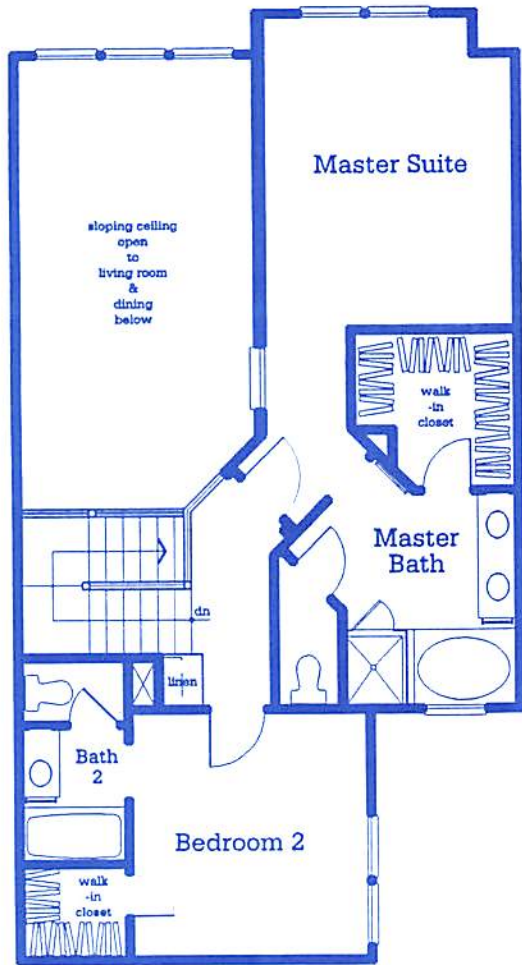 Master Suite
sloping ceiling
open
to
living room
&
dining
below
walk
-in
closet
Master
Bath
dn
linen
Bath
2
Bedroom 2
walk
-in
closet